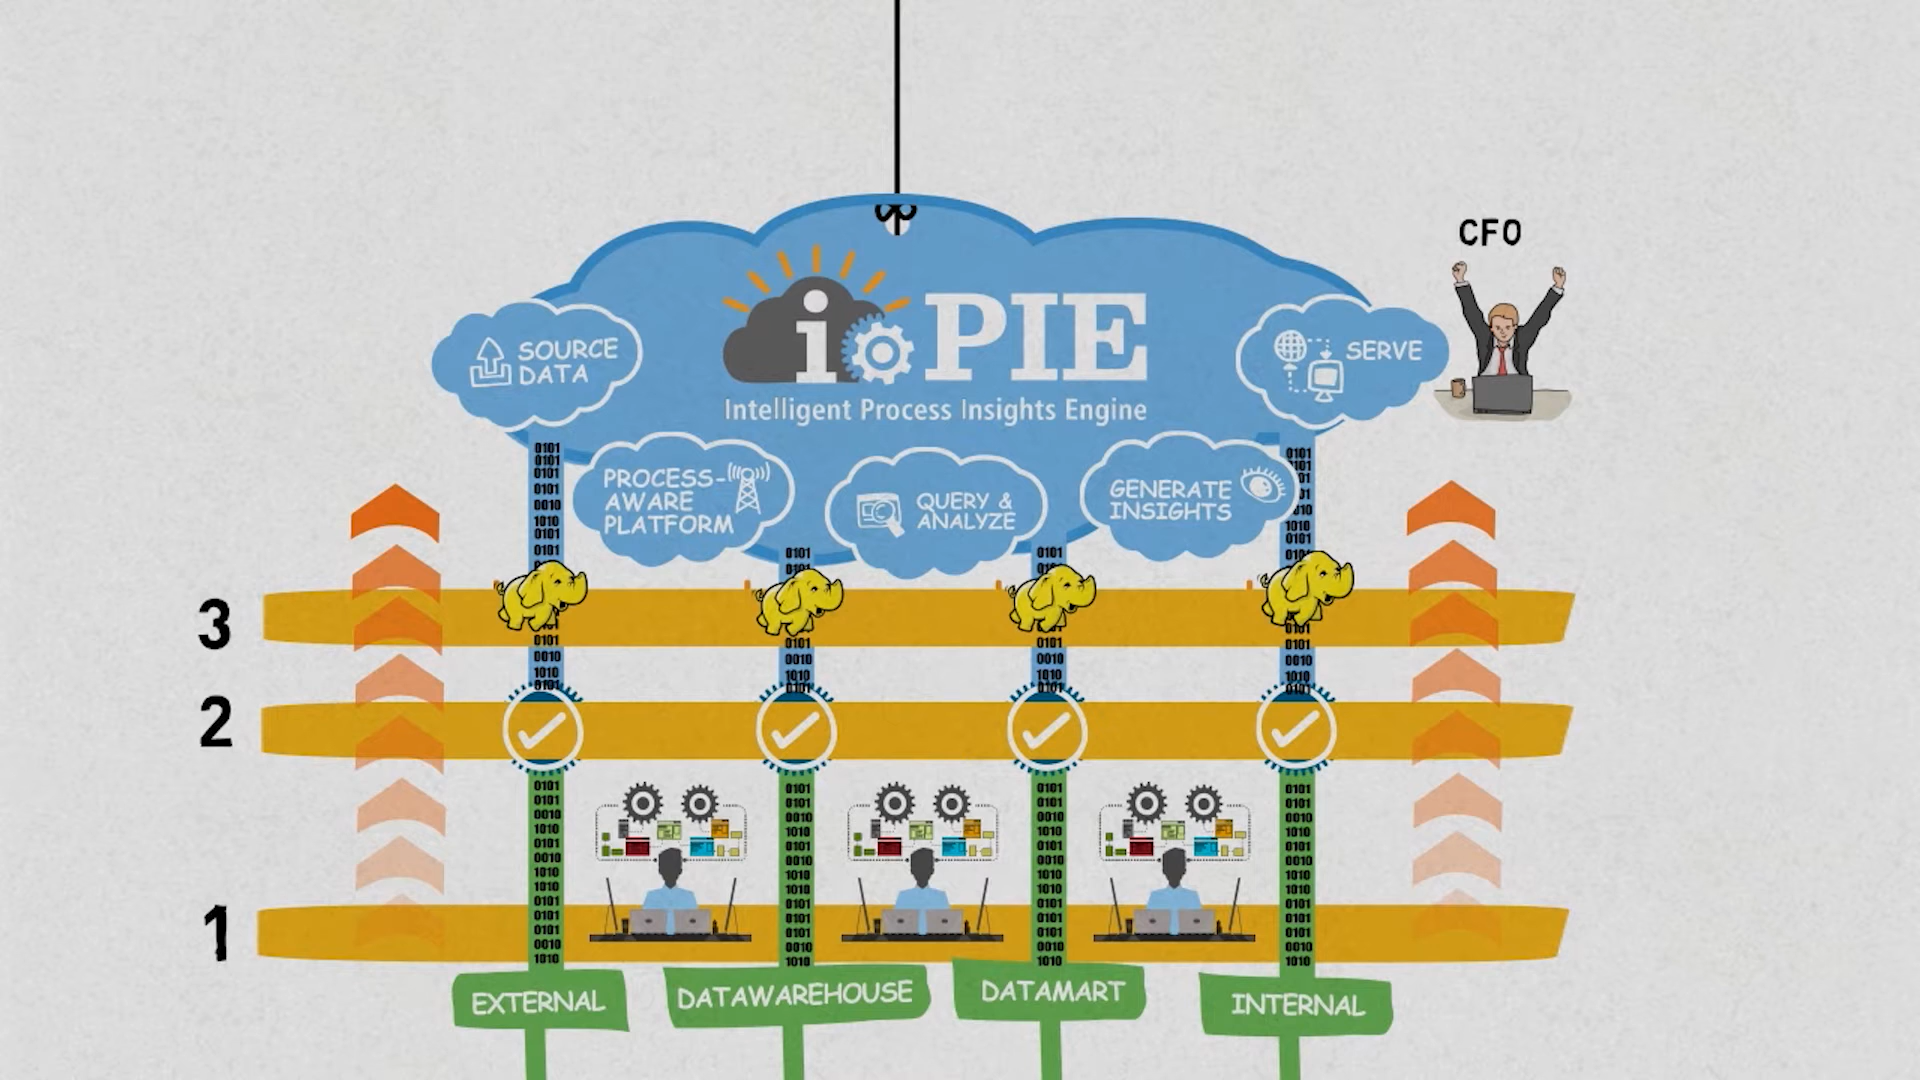 CFO
i PIE
Intelligent Process Insights Engine
SOURCE
DATA
SERVE
PROCESS-
AWARE
PLATFORM
QUERY &
ANALYZE
GENERATE
INSIGHTS
3
2
1
EXTERNAL
DATAWAREHOUSE
DATAMART
INTERNAL